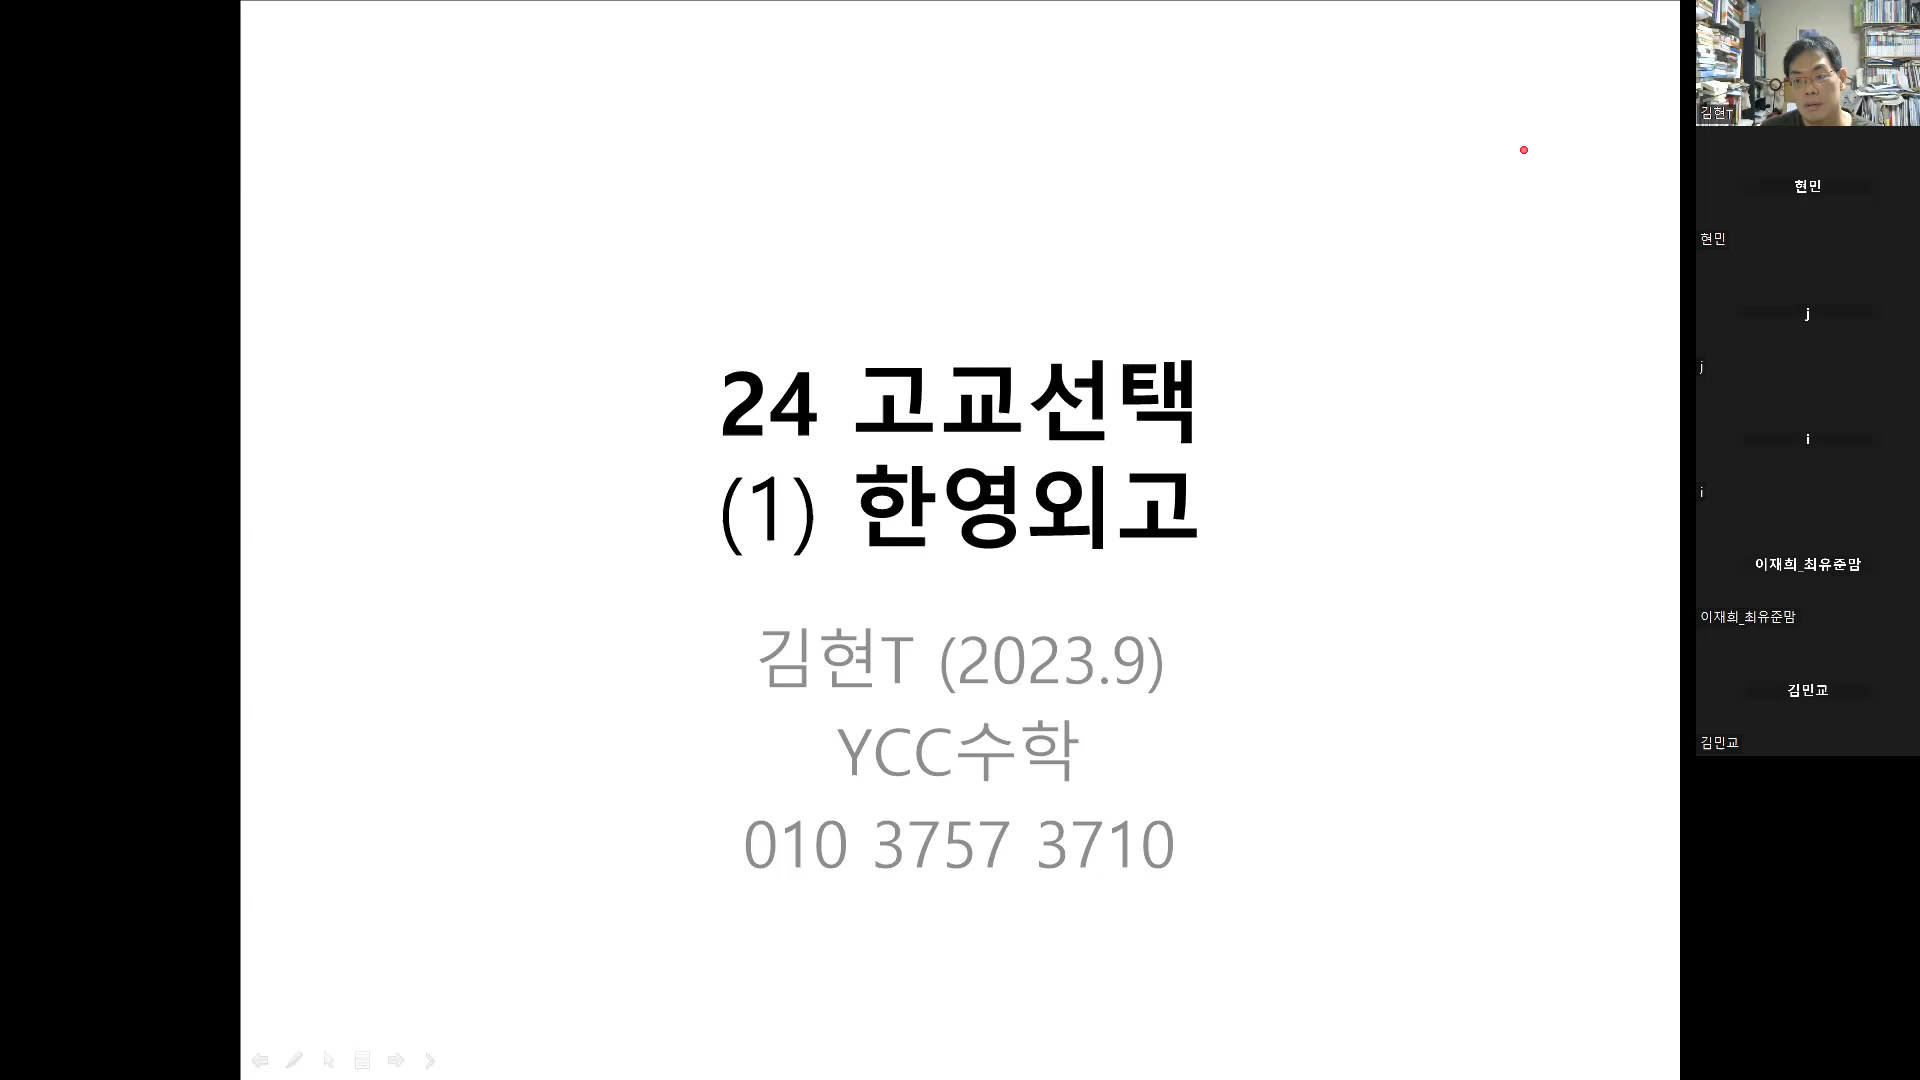 24 고교선택
(1) 한영외고
김현T (2023.9)
YCC수학
010 3757 3710
김현T
현민
현민
j
j
i
i
이재희_최유준맘
이재희_최유준맘
김민교
김민교